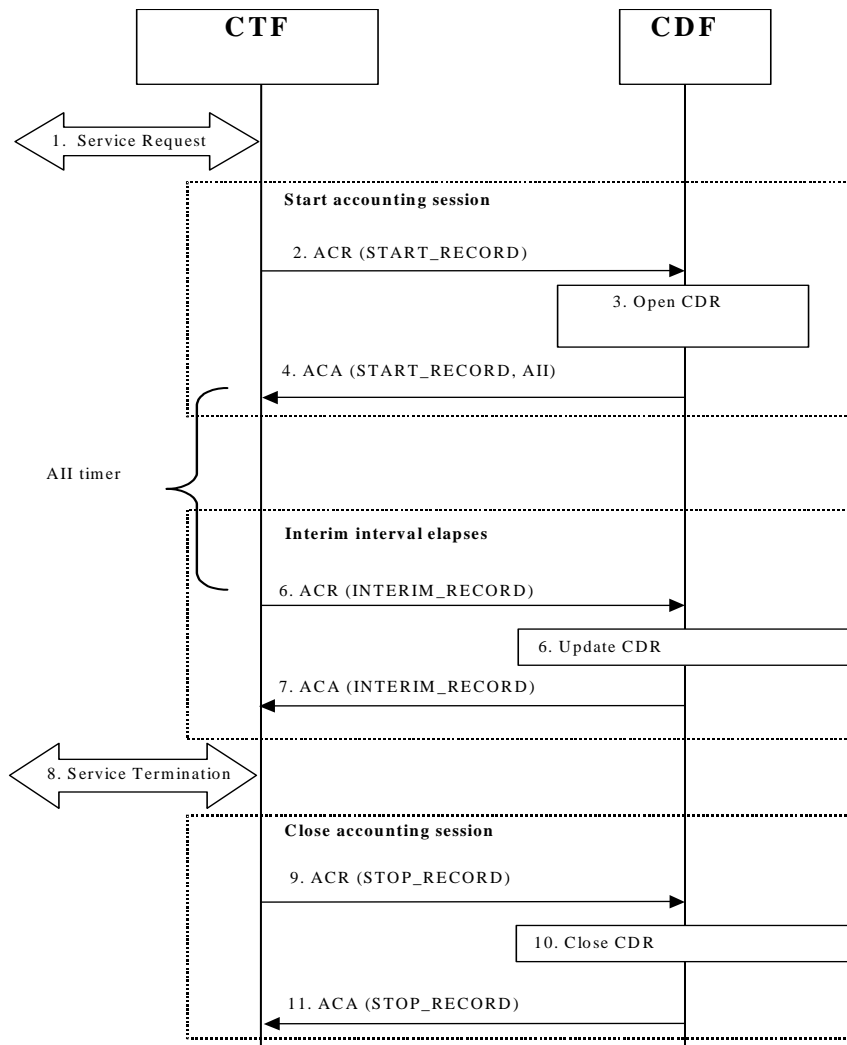 CTF
CDF
1. Service Request
Start accounting session
2. ACR (START_RECORD)
3. Open CDR
4. ACA (START_RECORD, AII)
AII timer
Interim interval elapses
6. ACR (INTERIM_RECORD)
6. Update CDR
7. ACA (INTERIM_RECORD)
8. Service Termination
Close accounting session
9. ACR (STOP_RECORD)
10. Close CDR
11. ACA (STOP_RECORD)